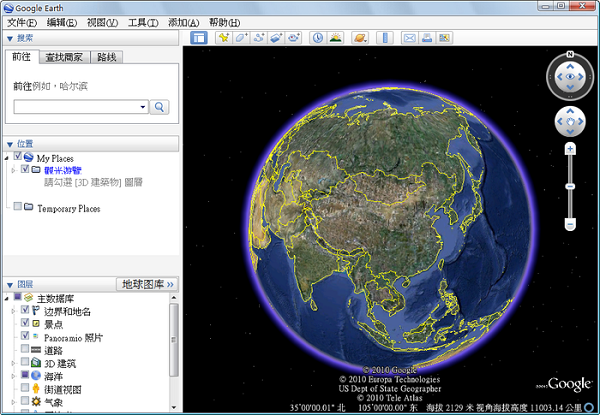 Google Earth
文件(F) 编辑(E) 视图(V) 工具(T) 添加(A) 帮助(H)
搜索
前往 查找商家 路线
前往例如，哈尔滨
位置
My Places
觀光遊覽
請勾選 [3D 建築物] 圖層
Temporary Places
图层
地球图库 >>
主数据库
边界和地名
景点
Panoramio 照片
道路
3D 建筑
海洋
街道视图
气象
N
© 2010 Google
© 2010 Europa Technologies
US Dept of State Geographer
© 2010 Tele Atlas
Google
35°00'00.01" 北 105°00'00.00" 东 海拔 2129 米 视角海拔高度 11003.14 公里